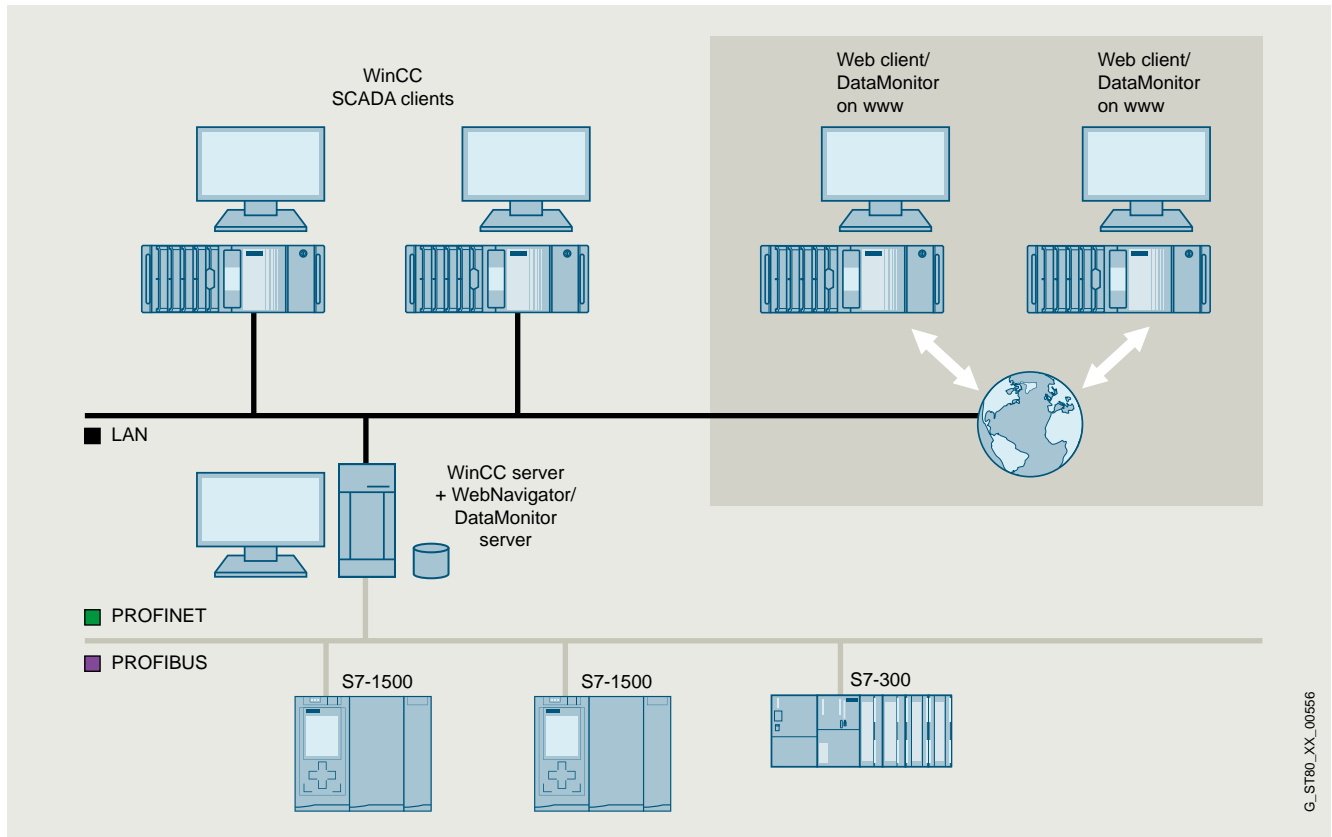 WinCC
SCADA clients
Web client/
DataMonitor
on www
Web client/
DataMonitor
on www
LAN
WinCC server
+ WebNavigator/
DataMonitor
server
PROFINET
PROFIBUS
S7-1500
S7-1500
S7-300
G_ST80_XX_00556